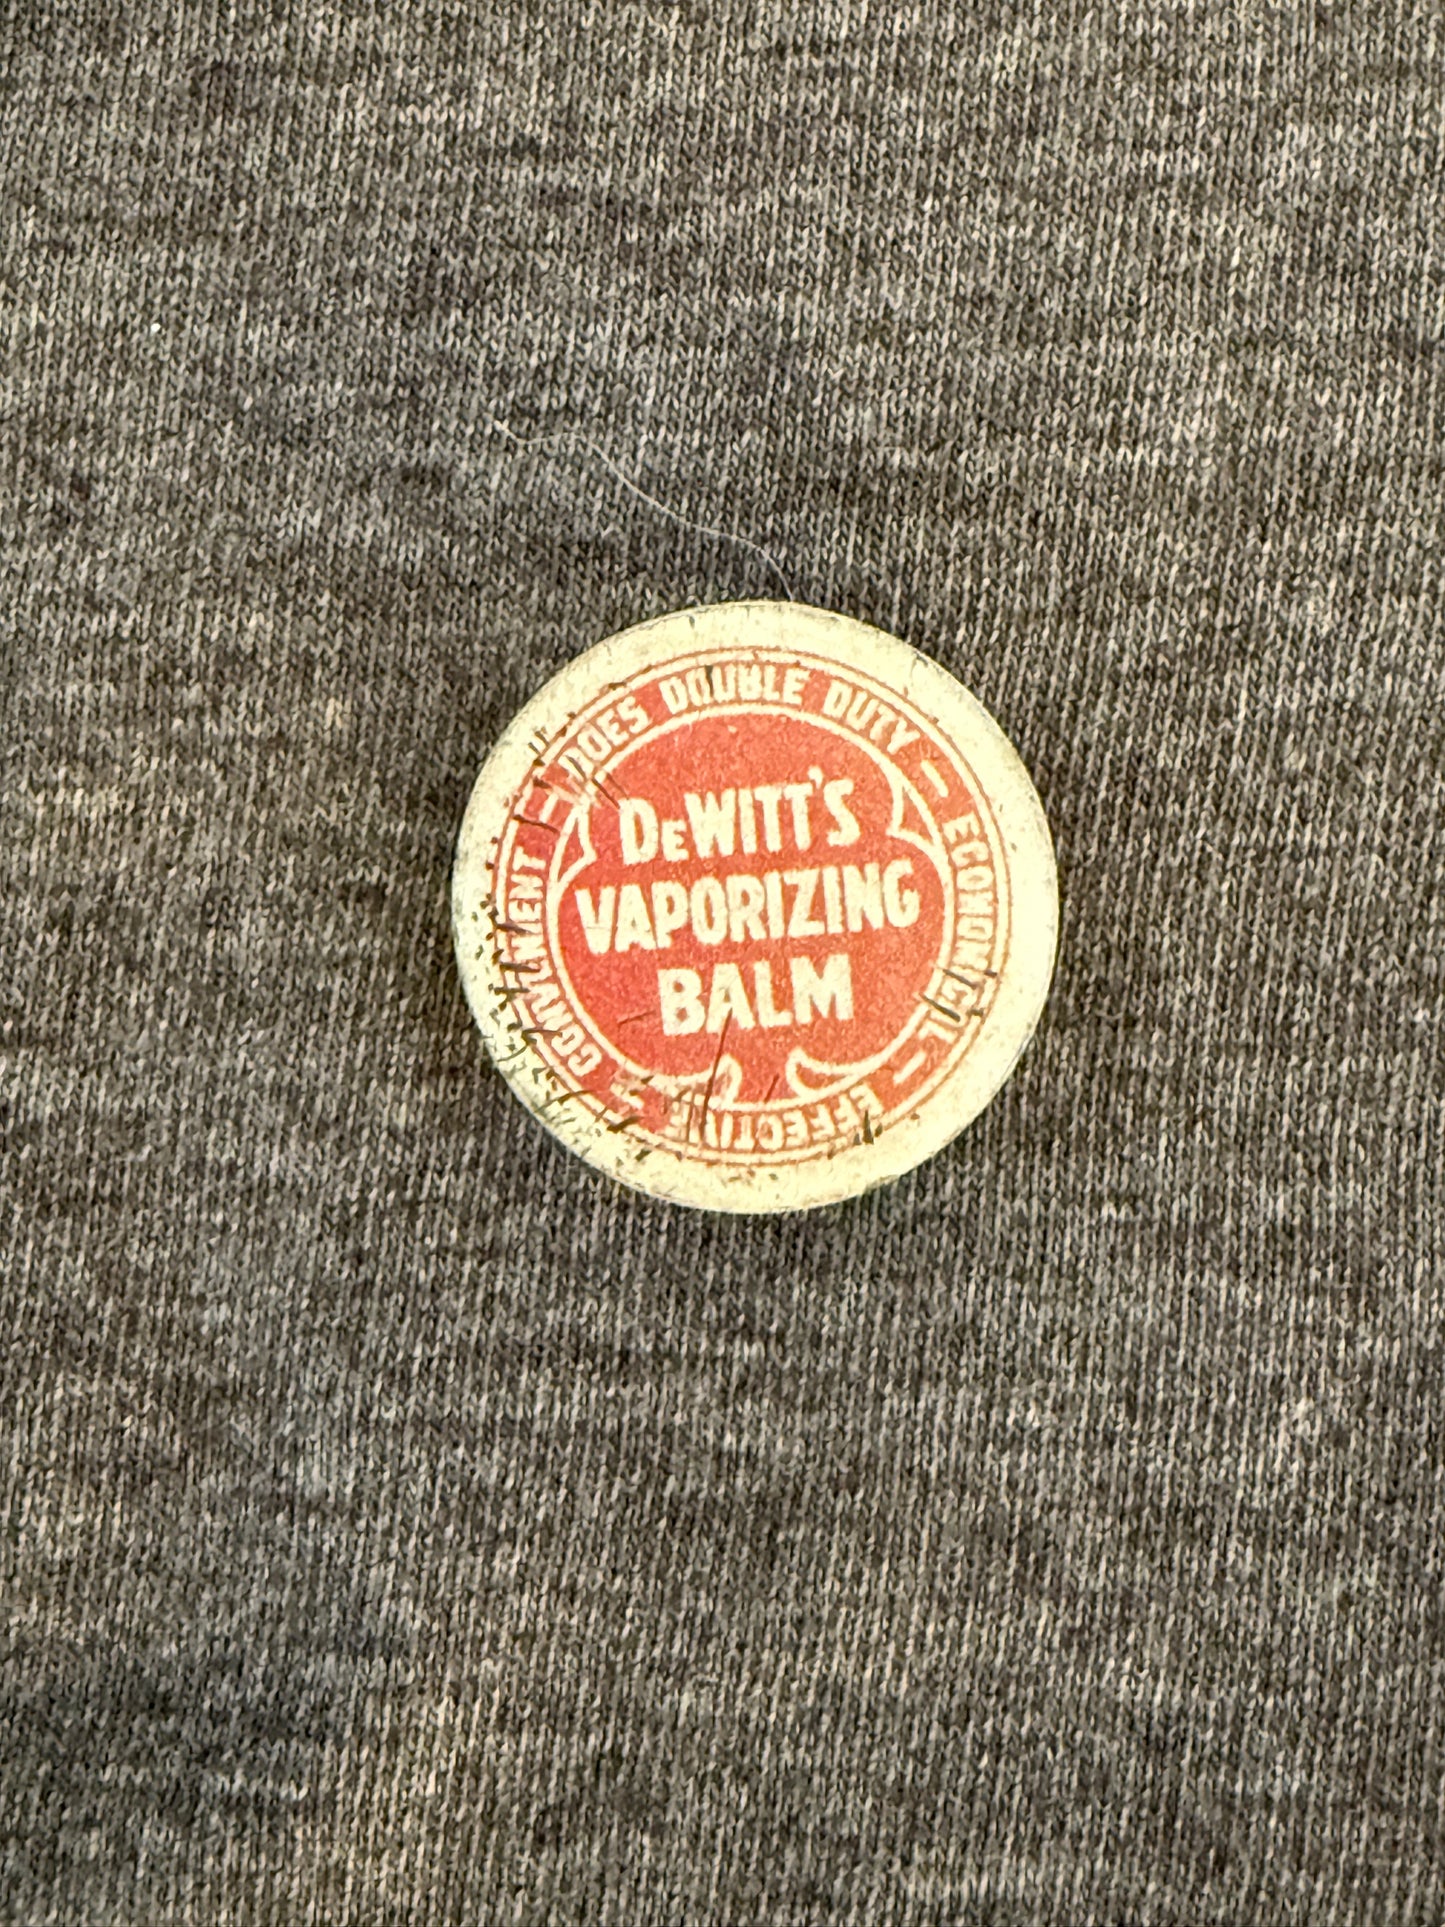 DOES DOUBLE DUTY – ECONOMICAL – EFFECTIVE – CONVENIENT –
DeWITT'S
VAPORIZING
BALM